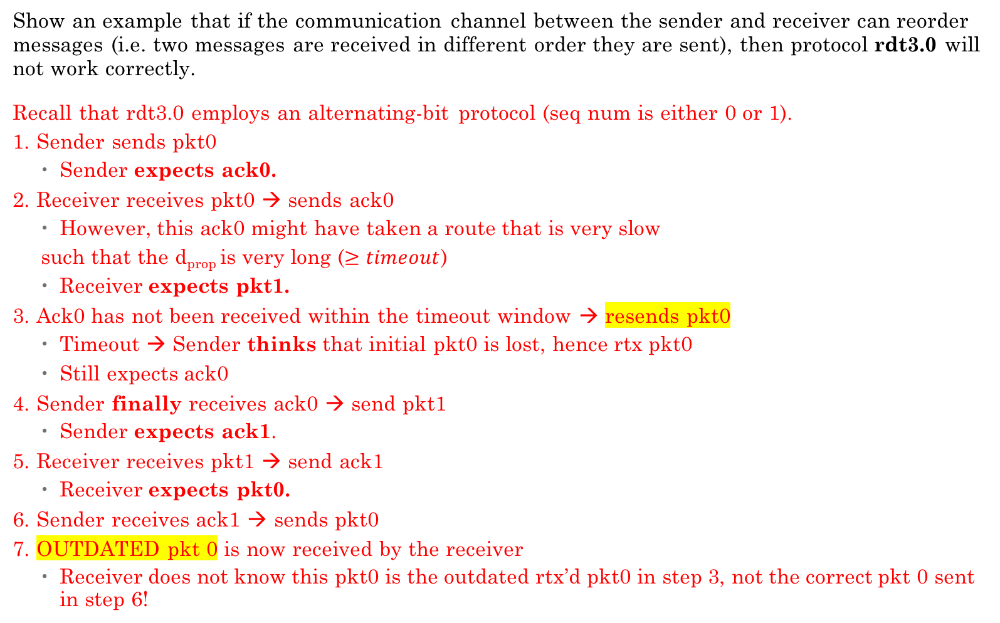 Show an example that if the communication channel between the sender and receiver can reorder
messages (i.e. two messages are received in different order they are sent), then protocol rdt3.0 will
not work correctly.
Recall that rdt3.0 employs an alternating-bit protocol (seq num is either 0 or 1).
1. Sender sends pkt0
• Sender expects ack0.
2. Receiver receives pkt0 → sends ack0
• However, this ack0 might have taken a route that is very slow
such that the d_prop is very long (≥ timeout)
• Receiver expects pkt1.
3. Ack0 has not been received within the timeout window → resends pkt0
• Timeout → Sender thinks that initial pkt0 is lost, hence rtx pkt0
• Still expects ack0
4. Sender finally receives ack0 → send pkt1
• Sender expects ack1.
5. Receiver receives pkt1 → send ack1
• Receiver expects pkt0.
6. Sender receives ack1 → sends pkt0
7. OUTDATED pkt 0 is now received by the receiver
• Receiver does not know this pkt0 is the outdated rtx’d pkt0 in step 3, not the correct pkt 0 sent
in step 6!